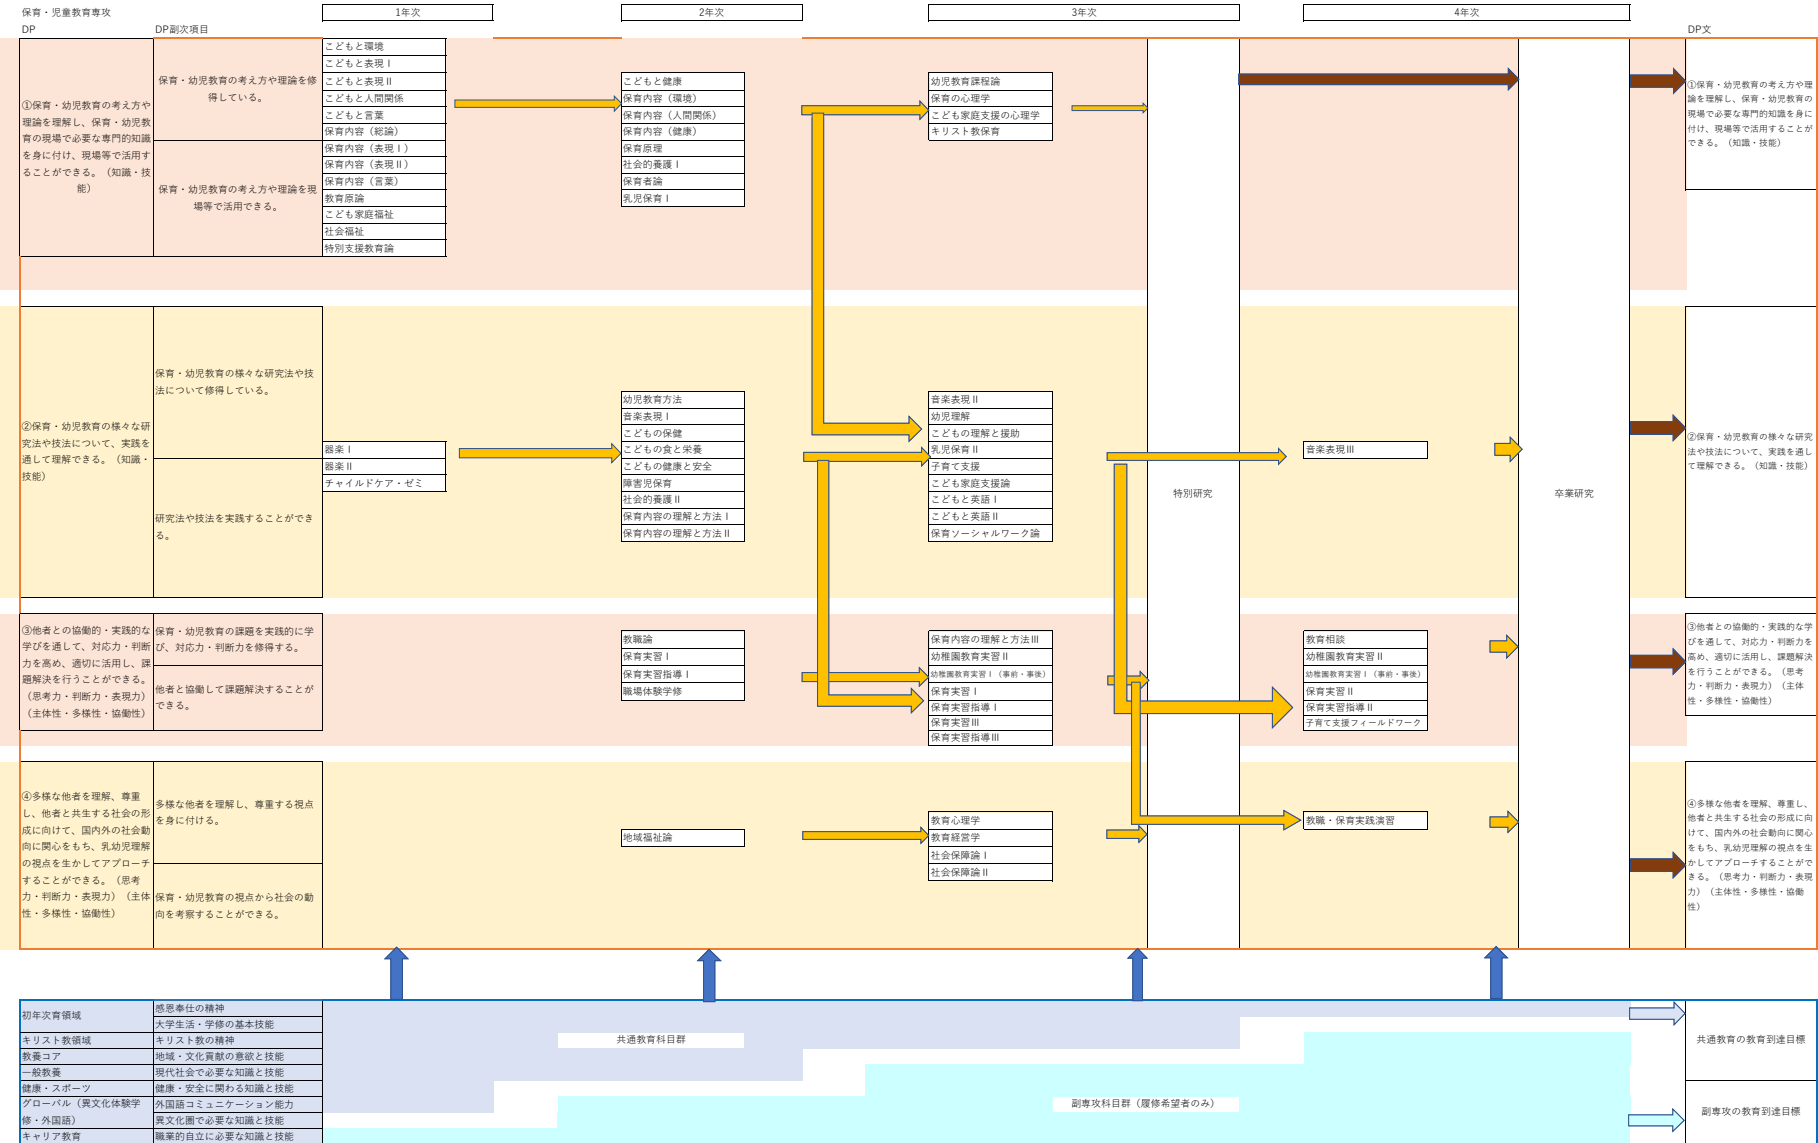 保育・児童教育専攻
1年次
2年次
3年次
4年次
DP
DP副次項目
DP文
①保育・幼児教育の考え方や
理論を理解し、保育・幼児教
育の現場で必要な専門的知識
を身に付け、現場等で活用す
ることができる。（知識・技
能）
保育・幼児教育の考え方や理論を修
得している。
保育・幼児教育の考え方や理論を現
場等で活用できる。
こどもと環境
こどもと表現Ⅰ
こどもと表現Ⅱ
こどもと人間関係
こどもと言葉
保育内容（総論）
保育内容（表現Ⅰ）
保育内容（表現Ⅱ）
保育内容（言葉）
教育原論
こども家庭福祉
社会福祉
特別支援教育論
こどもと健康
保育内容（環境）
保育内容（人間関係）
保育内容（健康）
保育原理
社会的養護Ⅰ
保育者論
乳児保育Ⅰ
幼児教育課程論
保育の心理学
こども家庭支援の心理学
キリスト教保育
①保育・幼児教育の考え方や理
論を理解し、保育・幼児教育の
現場で必要な専門的知識を身に
付け、現場等で活用することが
できる。（知識・技能）
②保育・幼児教育の様々な研
究法や技法について、実践を
通して理解できる。（知識・
技能）
保育・幼児教育の様々な研究法や技
法について修得している。
研究法や技法を実践することができ
る。
器楽Ⅰ
器楽Ⅱ
チャイルドケア・ゼミ
幼児教育方法
音楽表現Ⅰ
こどもの保健
こどもの食と栄養
こどもの健康と安全
障害児保育
社会的養護Ⅱ
保育内容の理解と方法Ⅰ
保育内容の理解と方法Ⅱ
音楽表現Ⅱ
幼児理解
こどもの理解と援助
乳児保育Ⅱ
子育て支援
こども家庭支援論
こどもと英語Ⅰ
こどもと英語Ⅱ
保育ソーシャルワーク論
特別研究
音楽表現Ⅲ
卒業研究
②保育・幼児教育の様々な研究
法や技法について、実践を通し
て理解できる。（知識・技能）
③他者との協働的・実践的な
学びを通して、対応力・判断
力を高め、適切に活用し、課
題解決を行うことができる。
（思考力・判断力・表現力）
（主体性・多様性・協働性）
保育・幼児教育の課題を実践的に学
び、対応力・判断力を修得する。
他者と協働して課題解決することが
できる。
教職論
保育実習Ⅰ
保育実習指導Ⅰ
職場体験学修
保育内容の理解と方法Ⅲ
幼稚園教育実習Ⅱ
幼稚園教育実習Ⅰ（事前・事後）
保育実習Ⅰ
保育実習指導Ⅰ
保育実習Ⅲ
保育実習指導Ⅲ
教育相談
幼稚園教育実習Ⅱ
幼稚園教育実習Ⅰ（事前・事後）
保育実習Ⅱ
保育実習指導Ⅱ
子育て支援フィールドワーク
③他者との協働的・実践的な学
びを通して、対応力・判断力を
高め、適切に活用し、課題解決
を行うことができる。（思考
力・判断力・表現力）（主体
性・多様性・協働性）
④多様な他者を理解、尊重
し、他者と共生する社会の形
成に向けて、国内外の社会動
向に関心をもち、乳幼児理解
の視点を生かしてアプローチ
することができる。（思考
力・判断力・表現力）（主体
性・多様性・協働性）
多様な他者を理解し、尊重する視点
を身に付ける。
保育・幼児教育の視点から社会の動
向を考察することができる。
地域福祉論
教育心理学
教育経営学
社会保障論Ⅰ
社会保障論Ⅱ
教職・保育実践演習
④多様な他者を理解、尊重し、
他者と共生する社会の形成に向
けて、国内外の社会動向に関心
をもち、乳幼児理解の視点を生
かしてアプローチすることがで
きる。（思考力・判断力・表現
力）（主体性・多様性・協働
性）
初年次育領域
感恩奉仕の精神
大学生活・学修の基本技能
キリスト教領域
キリスト教の精神
教養コア
地域・文化貢献の意欲と技能
一般教養
現代社会で必要な知識と技能
健康・スポーツ
健康・安全に関わる知識と技能
グローバル（異文化体験学
修・外国語）
外国語コミュニケーション能力
異文化圏で必要な知識と技能
キャリア教育
職業的自立に必要な知識と技能
共通教育科目群
副専攻科目群（履修希望者のみ）
共通教育の教育到達目標
副専攻の教育到達目標